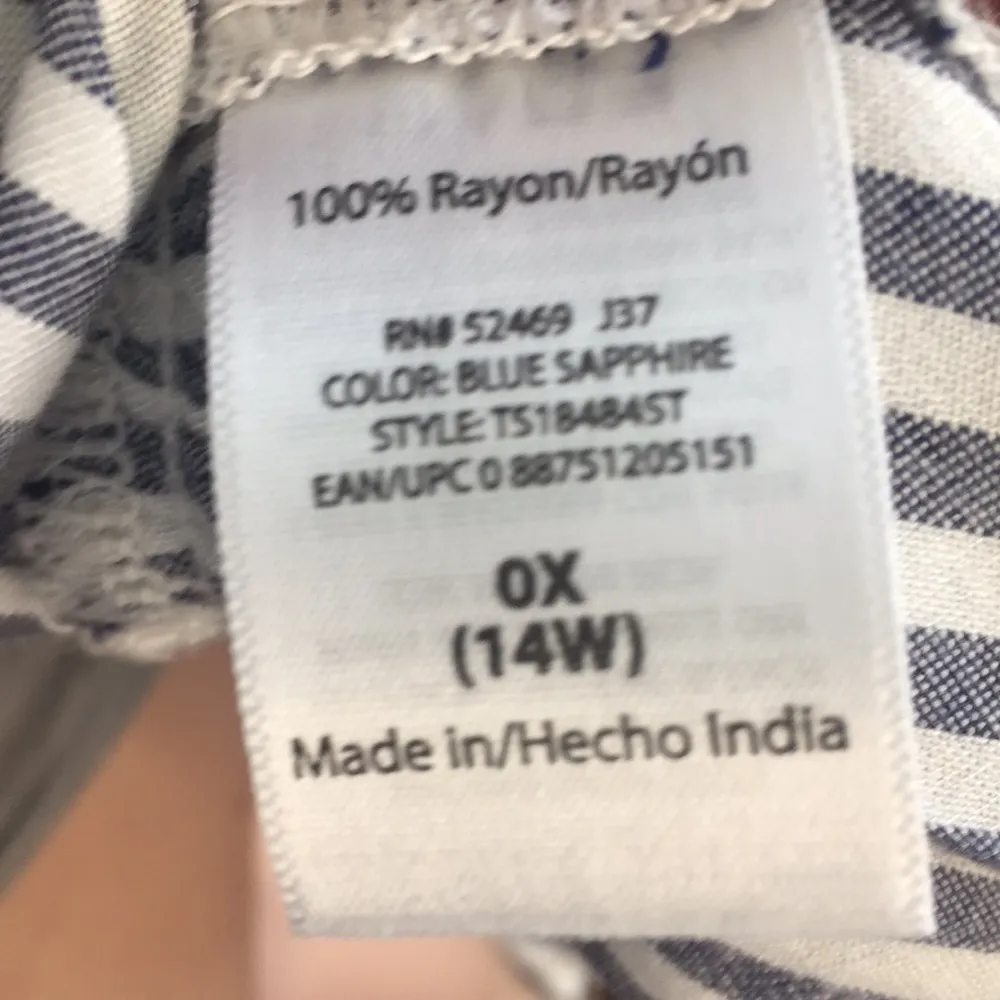 100% Rayon/Rayón
RN# 52469 J37
COLOR: BLUE SAPPHIRE
STYLE: TS18484ST
EAN/UPC 0 88751205151
0X
(14W)
Made in/Hecho India